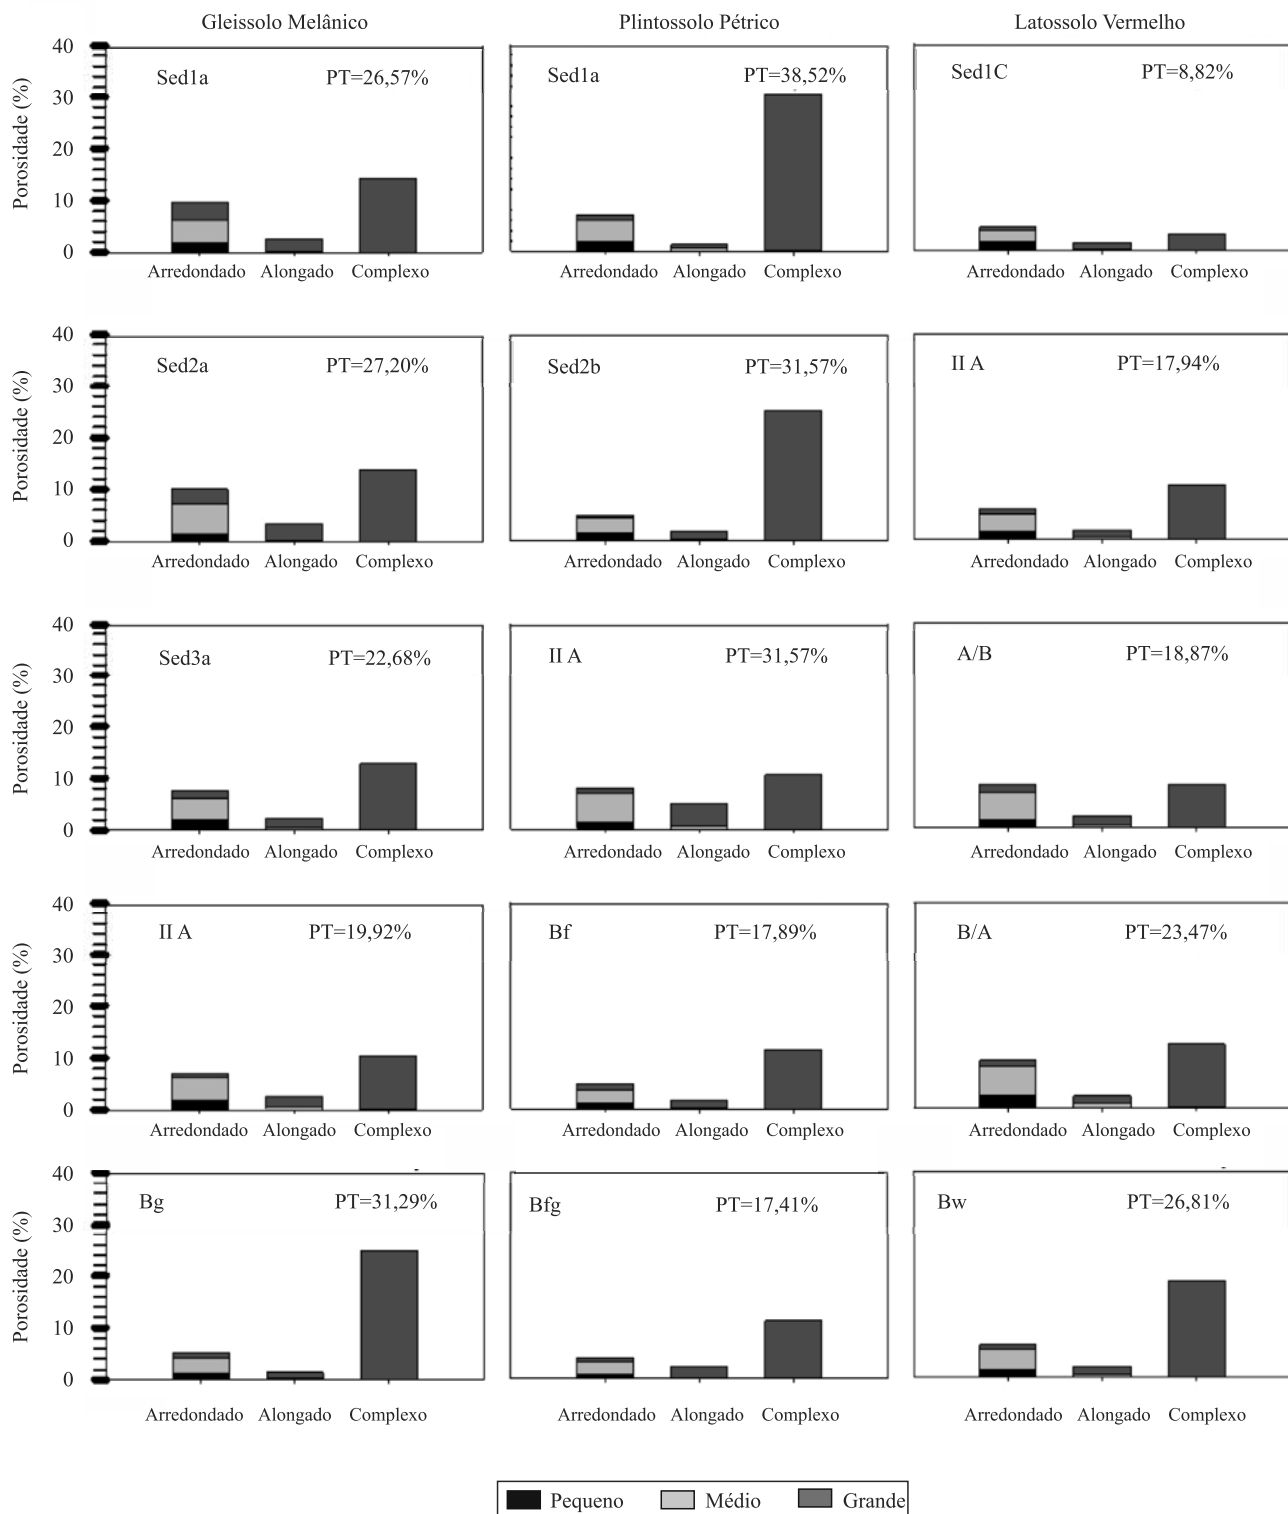 Gleissolo Melânico Plintossolo Pétrico Latossolo Vermelho
Porosidade (%)
40
30
20
10
0
Sed1a PT=26,57%
Arredondado Alongado Complexo
Sed1a PT=38,52%
Arredondado Alongado Complexo
Sed1C PT=8,82%
Arredondado Alongado Complexo
Porosidade (%)
40
30
20
10
0
Sed2a PT=27,20%
Arredondado Alongado Complexo
Sed2b PT=31,57%
Arredondado Alongado Complexo
II A PT=17,94%
Arredondado Alongado Complexo
Porosidade (%)
40
30
20
10
0
Sed3a PT=22,68%
Arredondado Alongado Complexo
II A PT=31,57%
Arredondado Alongado Complexo
A/B PT=18,87%
Arredondado Alongado Complexo
Porosidade (%)
40
30
20
10
0
II A PT=19,92%
Arredondado Alongado Complexo
Bf PT=17,89%
Arredondado Alongado Complexo
B/A PT=23,47%
Arredondado Alongado Complexo
Porosidade (%)
40
30
20
10
0
Bg PT=31,29%
Arredondado Alongado Complexo
Bfg PT=17,41%
Arredondado Alongado Complexo
Bw PT=26,81%
Arredondado Alongado Complexo
Pequeno Médio Grande